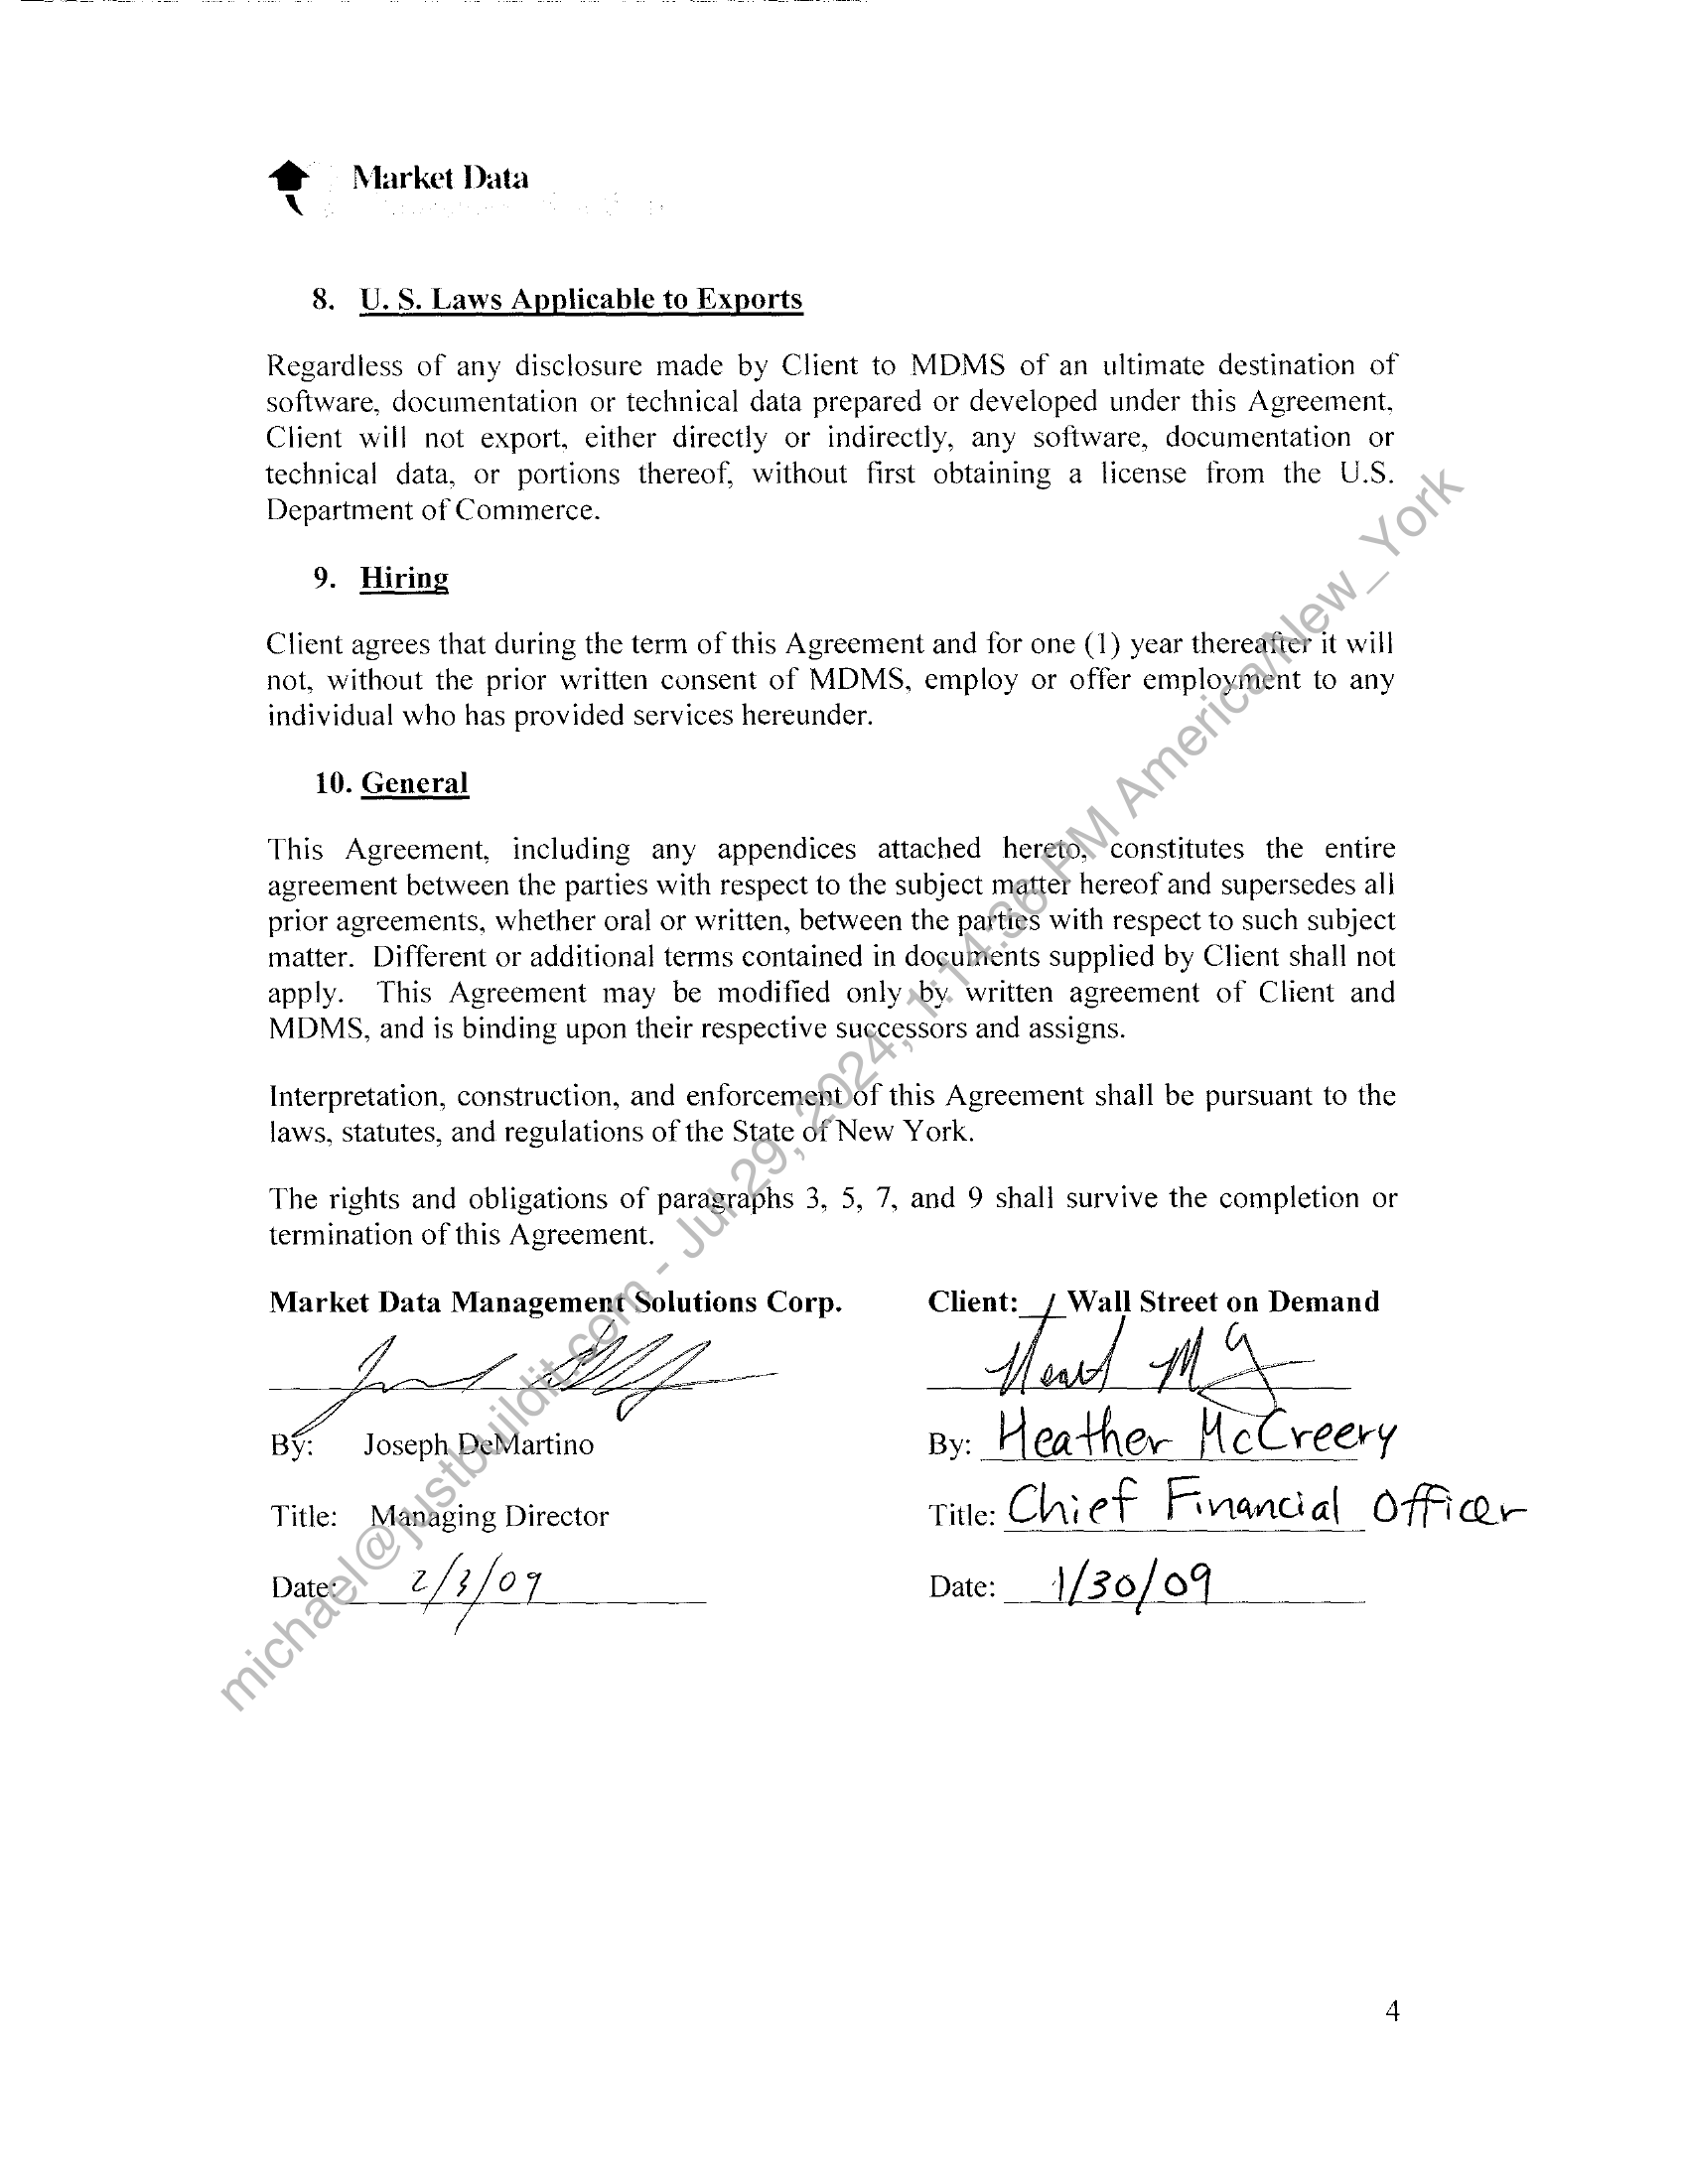 Market Data
8. U. S. Laws Applicable to Exports
Regardless of any disclosure made by Client to MDMS of an ultimate destination of
software, documentation or technical data prepared or developed under this Agreement,
Client will not export, either directly or indirectly, any software, documentation or
technical data, or portions thereof, without first obtaining a license from the U.S.
Department of Commerce.
9. Hiring
Client agrees that during the term of this Agreement and for one (1) year thereafter it will
not, without the prior written consent of MDMS, employ or offer employment to any
individual who has provided services hereunder.
10. General
This Agreement, including any appendices attached hereto, constitutes the entire
agreement between the parties with respect to the subject matter hereof and supersedes all
prior agreements, whether oral or written, between the parties with respect to such subject
matter. Different or additional terms contained in documents supplied by Client shall not
apply. This Agreement may be modified only by written agreement of Client and
MDMS, and is binding upon their respective successors and assigns.
Interpretation, construction, and enforcement of this Agreement shall be pursuant to the
laws, statutes, and regulations of the State of New York.
The rights and obligations of paragraphs 3, 5, 7, and 9 shall survive the completion or
termination of this Agreement.
Market Data Management Solutions Corp.
By: Joseph DeMartino
Title: Managing Director
Date: 2/3/09
Client: Wall Street on Demand
By: Heather McCreery
Title: Chief Financial Officer
Date: 1/30/09
michael@justbuildit.com - Jul 29, 2024, 1:14:36 PM America/New_York
4